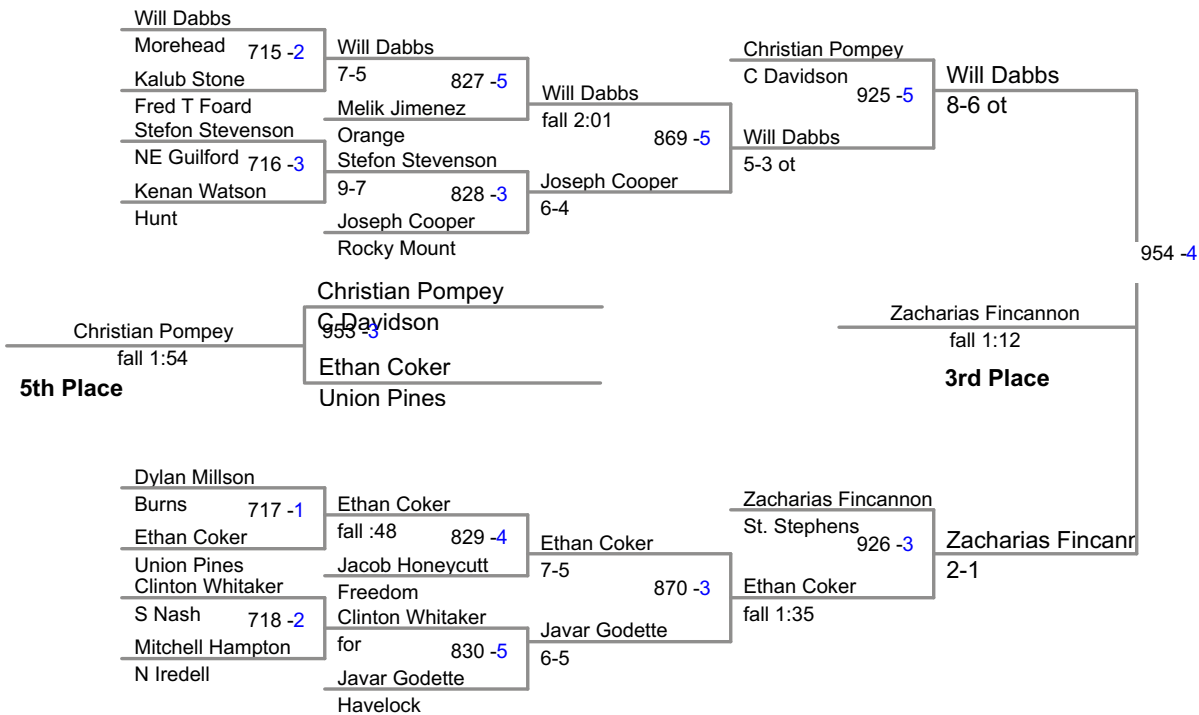 Will Dabbs
Morehead 715 -2
Kalub Stone
Fred T Foard
Stefon Stevenson
NE Guilford 716 -3
Kenan Watson
Hunt
Will Dabbs
7-5 827 -5
Melik Jimenez
Orange
Stefon Stevenson
9-7 828 -3
Joseph Cooper
Rocky Mount
Will Dabbs
fall 2:01 869 -5
Joseph Cooper
6-4
Christian Pompey
C Davidson 925 -5
Will Dabbs
5-3 ot
Will Dabbs
8-6 ot
954 -4
Christian Pompey
C Davidson
953 -3
Ethan Coker
Union Pines
Christian Pompey
fall 1:54
5th Place
Zacharias Fincannon
fall 1:12
3rd Place
Dylan Millson
Burns 717 -1
Ethan Coker
Union Pines
Clinton Whitaker
S Nash 718 -2
Mitchell Hampton
N Iredell
Ethan Coker
fall :48 829 -4
Jacob Honeycutt
Freedom
Clinton Whitaker
for 830 -5
Javar Godette
Havelock
Ethan Coker
7-5 870 -3
Javar Godette
6-5
Zacharias Fincannon
St. Stephens 926 -3
Ethan Coker
fall 1:35
Zacharias Fincanr
2-1